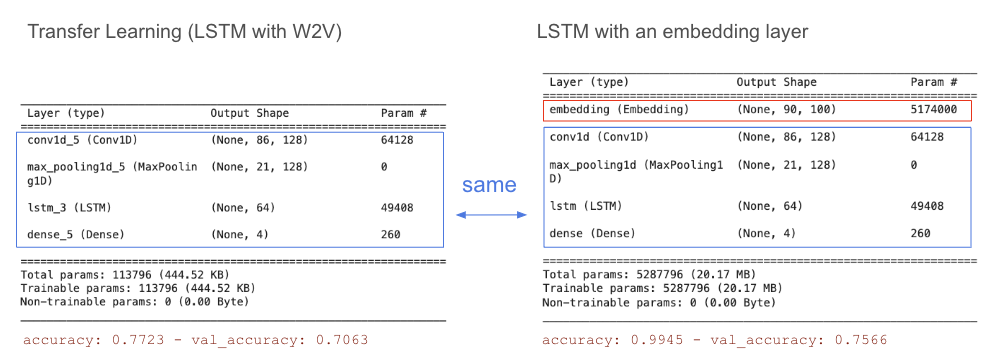 Transfer Learning (LSTM with W2V)
Layer (type) Output Shape Param #
conv1d_5 (Conv1D) (None, 86, 128) 64128
max_pooling1d_5 (MaxPoolin (None, 21, 128) 0
g1D)
lstm_3 (LSTM) (None, 64) 49408
dense_5 (Dense) (None, 4) 260
Total params: 113796 (444.52 KB)
Trainable params: 113796 (444.52 KB)
Non-trainable params: 0 (0.00 Byte)
accuracy: 0.7723 - val_accuracy: 0.7063
same
LSTM with an embedding layer
Layer (type) Output Shape Param #
embedding (Embedding) (None, 90, 100) 5174000
conv1d (Conv1D) (None, 86, 128) 64128
max_pooling1d (MaxPooling1 (None, 21, 128) 0
D)
lstm (LSTM) (None, 64) 49408
dense (Dense) (None, 4) 260
Total params: 5287796 (20.17 MB)
Trainable params: 5287796 (20.17 MB)
Non-trainable params: 0 (0.00 Byte)
accuracy: 0.9945 - val_accuracy: 0.7566